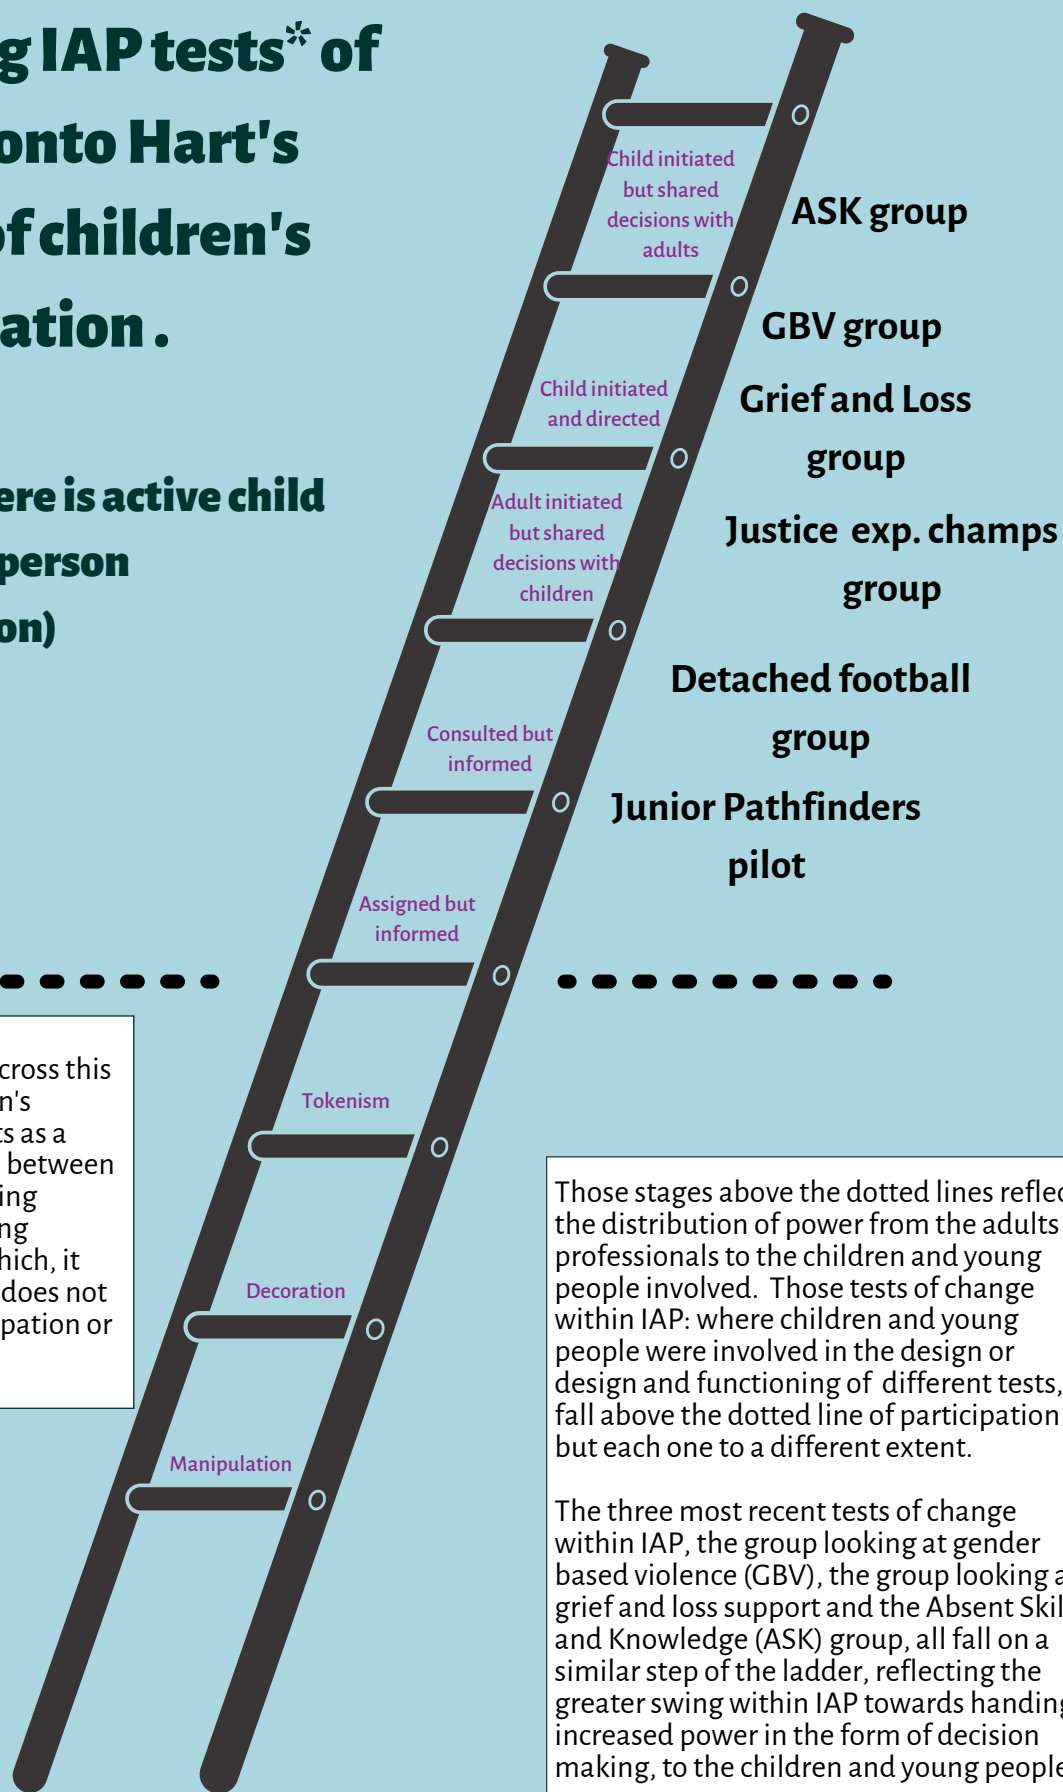 g IAP tests* of
onto Hart's
of children's
ation .
ere is active child
person
on)
Child initiated
but shared
decisions with
adults
Child initiated
and directed
Adult initiated
but shared
decisions with
children
Consulted but
informed
Assigned but
informed
Tokenism
Decoration
Manipulation
ASK group
GBV group
Grief and Loss
group
Justice exp. champs
group
Detached football
group
Junior Pathfinders
pilot
cross this
n's
ts as a
between
ing
ng
hich, it
does not
pation or
Those stages above the dotted lines reflec
the distribution of power from the adults
professionals to the children and young
people involved. Those tests of change
within IAP: where children and young
people were involved in the design or
design and functioning of different tests,
fall above the dotted line of participation
but each one to a different extent.
The three most recent tests of change
within IAP, the group looking at gender
based violence (GBV), the group looking a
grief and loss support and the Absent Skil
and Knowledge (ASK) group, all fall on a
similar step of the ladder, reflecting the
greater swing within IAP towards handing
increased power in the form of decision
making, to the children and young people